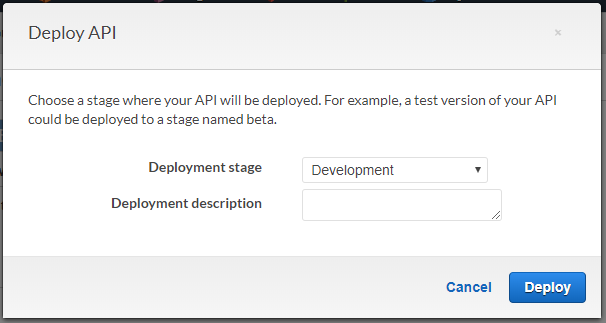 Deploy API
×
Choose a stage where your API will be deployed. For example, a test version of your API
could be deployed to a stage named beta.
Deployment stage Development
Deployment description
Cancel Deploy